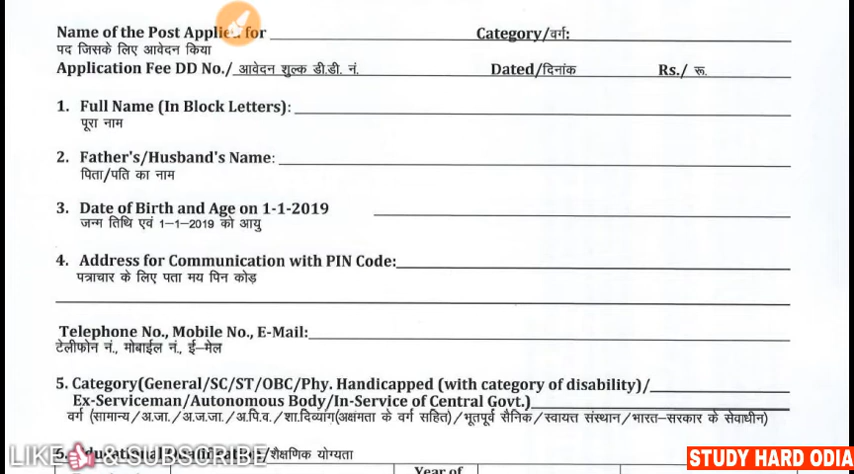 Name of the Post Applied for Category/वर्ग:
पद जिसके लिए आवेदन किया
Application Fee DD No./ आवेदन शुल्क डी.डी. नं. Dated/दिनांक Rs./ रू.
1. Full Name (In Block Letters):
पूरा नाम
2. Father's/Husband's Name:
पिता/पति का नाम
3. Date of Birth and Age on 1-1-2019
जन्म तिथि एवं 1-1-2019 को आयु
4. Address for Communication with PIN Code:
पत्राचार के लिए पता मय पिन कोड़
Telephone No., Mobile No., E-Mail:
टेलीफोन नं., मोबाईल नं., ई-मेल
5. Category(General/SC/ST/OBC/Phy. Handicapped (with category of disability)/
Ex-Serviceman/Autonomous Body/In-Service of Central Govt.)
वर्ग (सामान्य/अ.जा./अ.ज.जा./अ.पि.व./शा.दिव्यांग(अक्षंगता के वर्ग सहित)/भूतपूर्व सैनिक/स्वायत संस्थान/भारत-सरकार के सेवाधीन)
6. Educational Qualification/शैक्षणिक योग्यता
LIKE & SUBSCRIBE
STUDY HARD ODIA
Year of